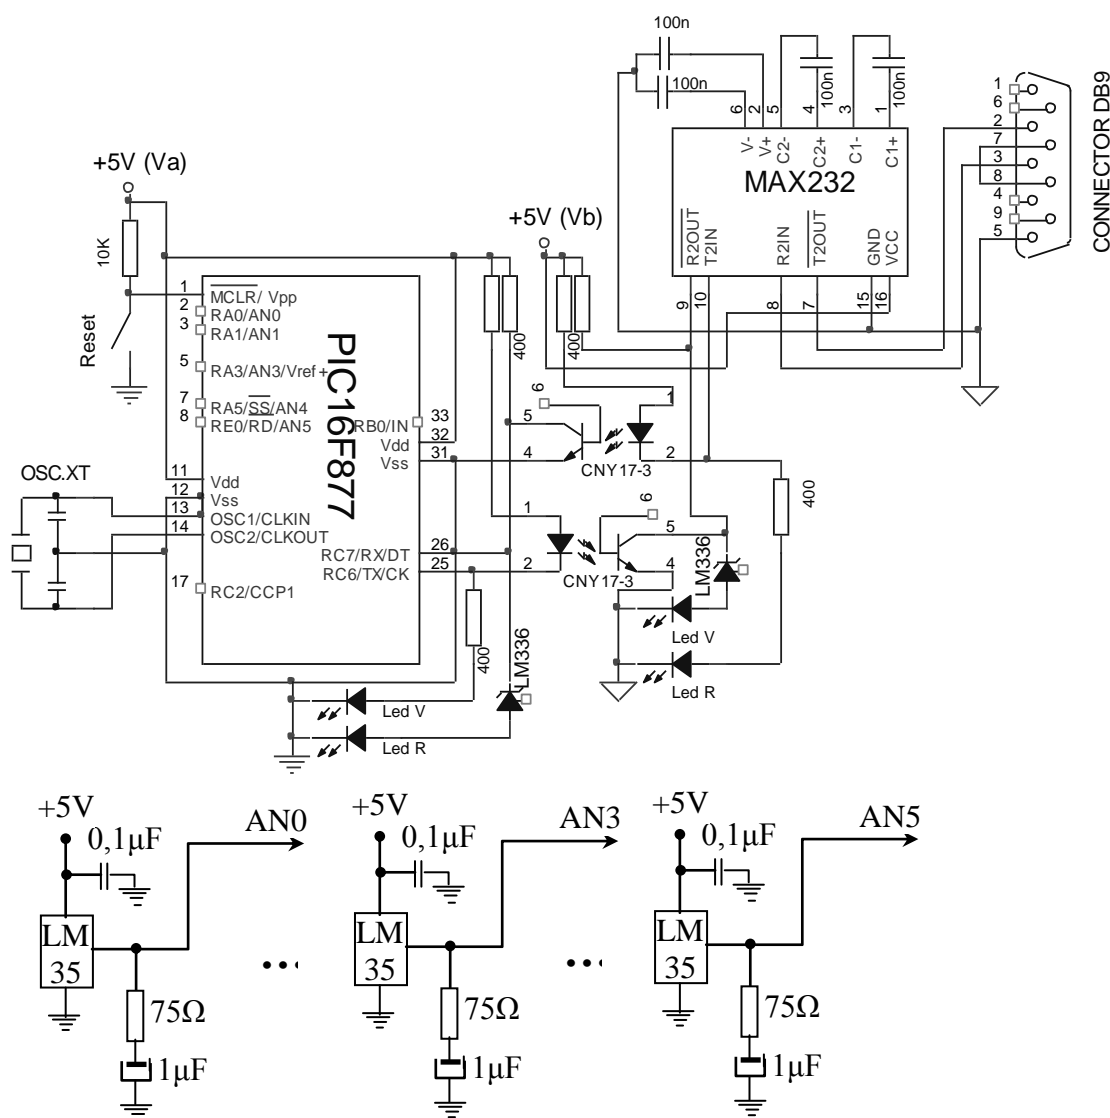 100n
100n
100n
100n
6
2
5
4
3
1
V-
V+
C2-
C2+
C1-
C1+
MAX232
R2OUT
T2IN
R2IN
T2OUT
GND
VCC
9
10
8
7
15
16
1
6
2
7
3
8
4
9
5
CONNECTOR DB9
+5V (Va)
10K
Reset
+5V (Vb)
400
400
PIC16F877
1
MCLR/ Vpp
2
RA0/AN0
3
RA1/AN1
5
RA3/AN3/Vref+
7
RA5/SS/AN4
8
RE0/RD/AN5
11
Vdd
12
Vss
13
OSC1/CLKIN
14
OSC2/CLKOUT
17
RC2/CCP1
RB0/IN
33
Vdd
32
Vss
31
RC7/RX/DT
26
RC6/TX/CK
25
OSC.XT
6
5
4
1
2
CNY17-3
400
1
2
6
5
4
CNY17-3
LM336
Led V
Led R
400
LM336
Led V
Led R
+5V
0,1µF
AN0
LM
35
75Ω
1µF
•••
+5V
0,1µF
AN3
LM
35
75Ω
1µF
•••
+5V
0,1µF
AN5
LM
35
75Ω
1µF